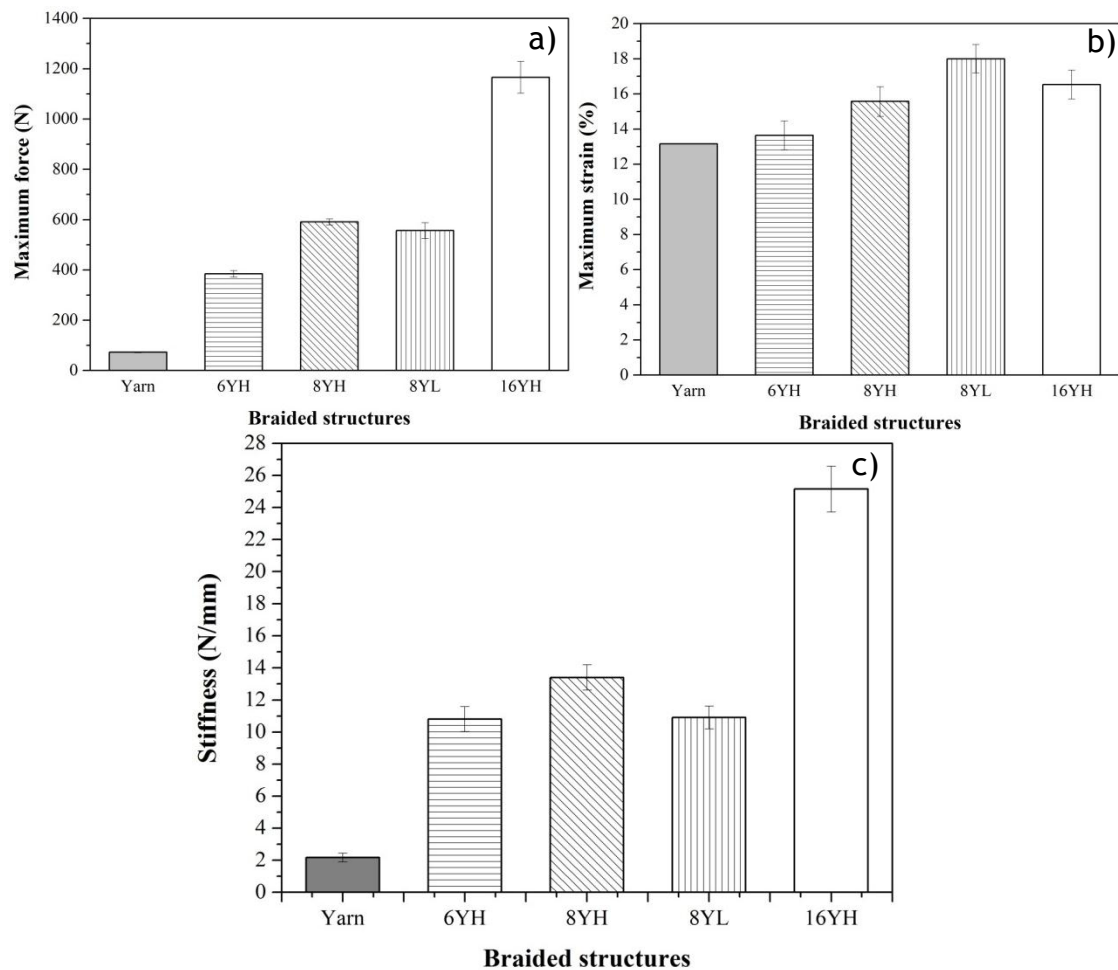 a)
Maximum force (N)
1400
1200
1000
800
600
400
200
0
Yarn 6YH 8YH 8YL 16YH
Braided structures
b)
Maximum strain (%)
20
18
16
14
12
10
8
6
4
2
0
Yarn 6YH 8YH 8YL 16YH
Braided structures
c)
Stiffness (N/mm)
28
26
24
22
20
18
16
14
12
10
8
6
4
2
0
Yarn 6YH 8YH 8YL 16YH
Braided structures